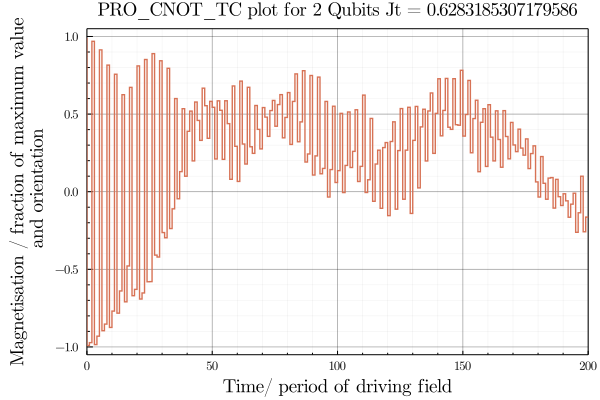 PRO_CNOT_TC plot for 2 Qubits Jt = 0.6283185307179586
Magnetisation / fraction of maximum value
and orientation
1.0
0.5
0.0
−0.5
−1.0
0 50 100 150 200
Time/ period of driving field